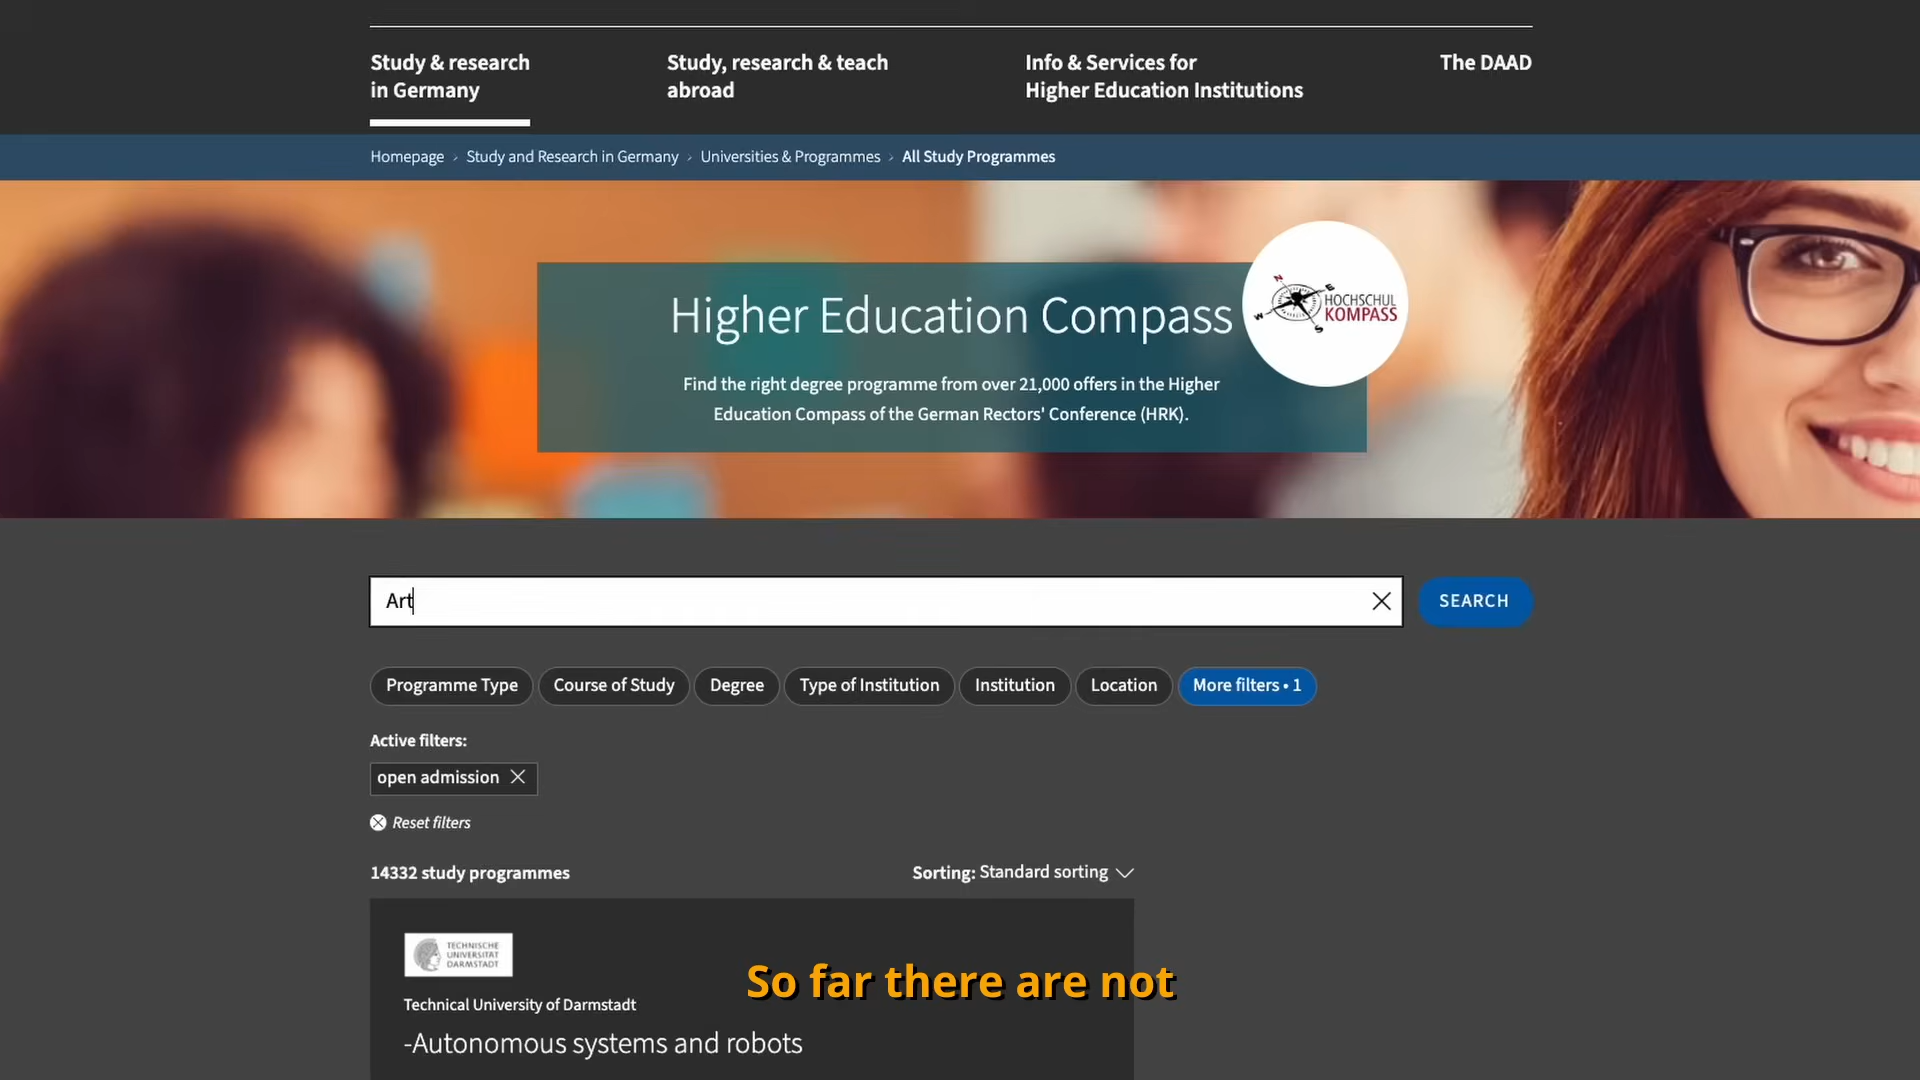 Study & research
in Germany
Study, research & teach
abroad
Info & Services for
Higher Education Institutions
The DAAD
Homepage › Study and Research in Germany › Universities & Programmes › All Study Programmes
Higher Education Compass
Find the right degree programme from over 21,000 offers in the Higher
Education Compass of the German Rectors' Conference (HRK).
N
E
W
S
HOCHSCHUL
KOMPASS
Art
SEARCH
Programme Type
Course of Study
Degree
Type of Institution
Institution
Location
More filters • 1
Active filters:
open admission
Reset filters
14332 study programmes
Sorting: Standard sorting
TECHNISCHE
UNIVERSITÄT
DARMSTADT
Technical University of Darmstadt
-Autonomous systems and robots
So far there are not